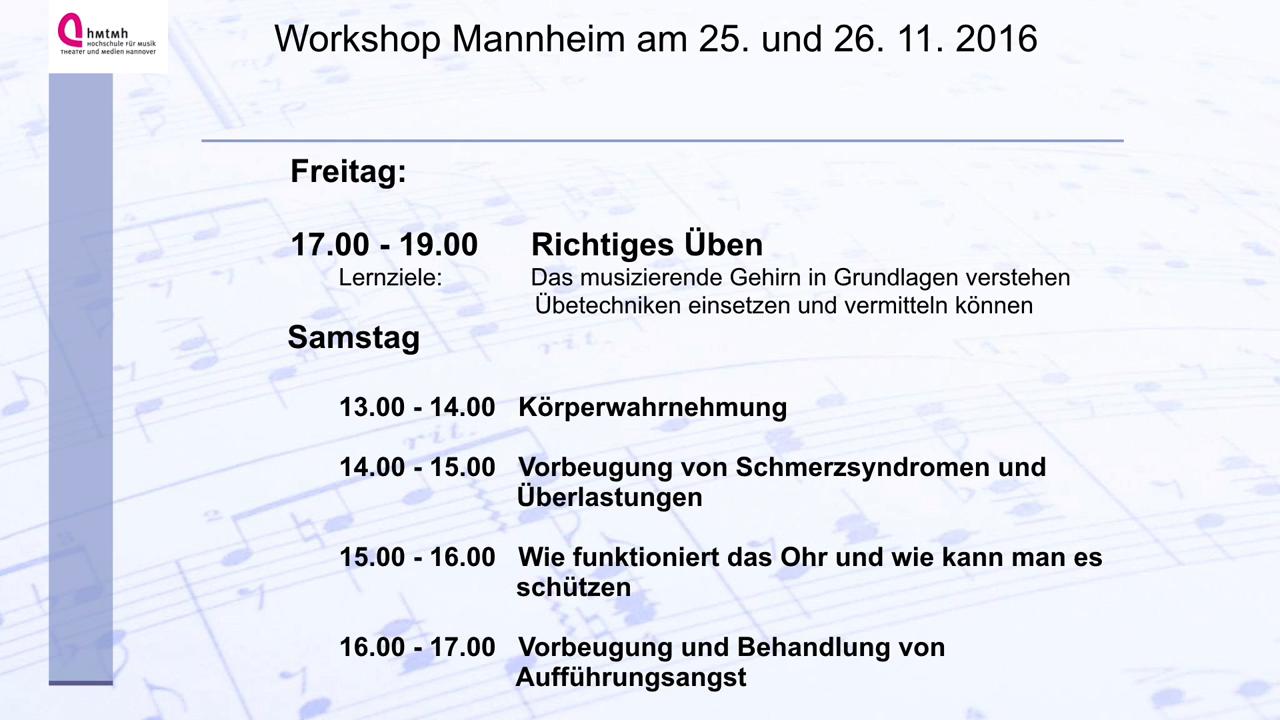 hmtmh
Hochschule für Musik
Theater und Medien Hannover
Workshop Mannheim am 25. und 26. 11. 2016
Freitag:
17.00 - 19.00 Richtiges Üben
Lernziele: Das musizierende Gehirn in Grundlagen verstehen
Übetechniken einsetzen und vermitteln können
Samstag
13.00 - 14.00 Körperwahrnehmung
rit.
rit.
14.00 - 15.00 Vorbeugung von Schmerzsyndromen und
Überlastungen
2
15.00 - 16.00 Wie funktioniert das Ohr und wie kann man es
schützen
16.00 - 17.00 Vorbeugung und Behandlung von
Aufführungsangst